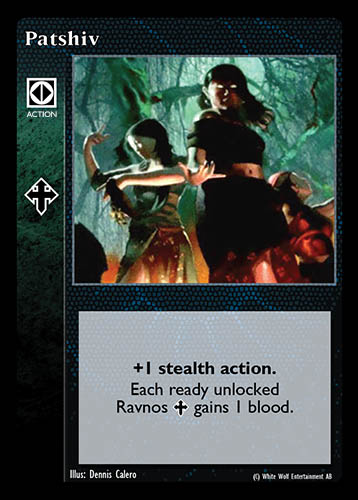 Patshiv
ACTION
+1 stealth action.
Each ready unlocked
Ravnos gains 1 blood.
Illus: Dennis Calero
(C) White Wolf Entertainment AB